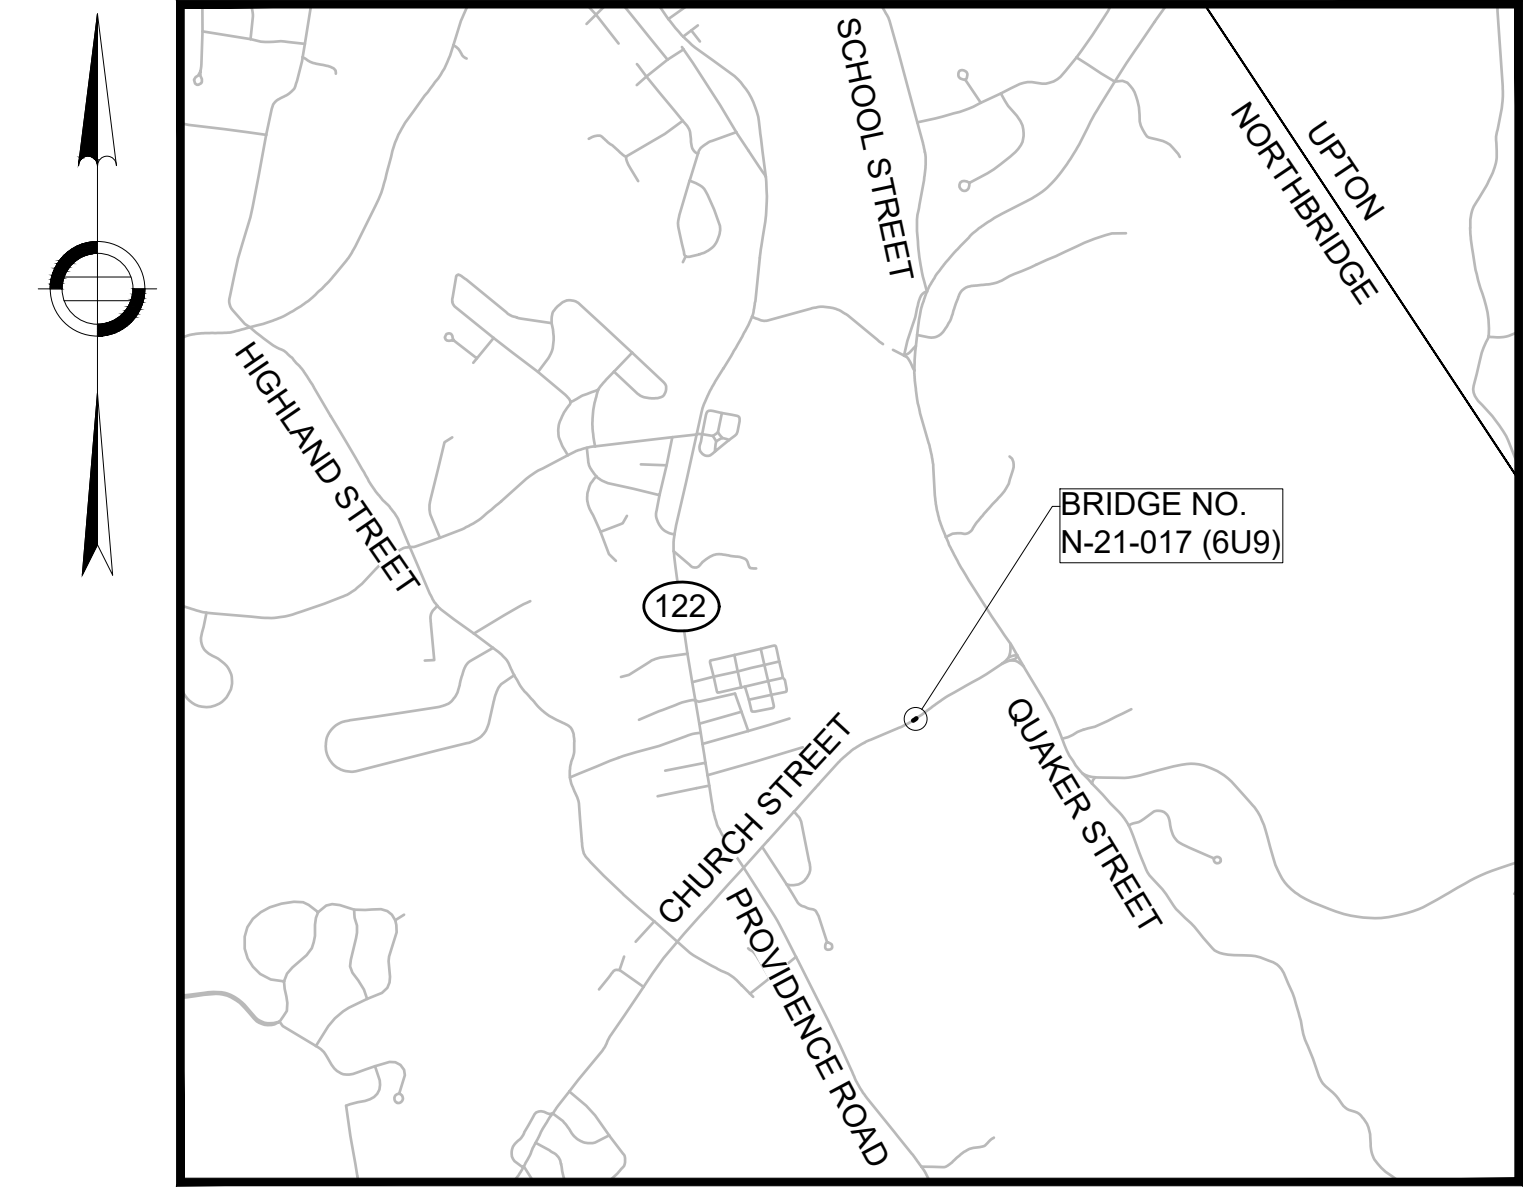 SCHOOL STREET
UPTON
NORTHBRIDGE
HIGHLAND STREET
BRIDGE NO.
N-21-017 (6U9)
122
CHURCH STREET
QUAKER STREET
PROVIDENCE ROAD